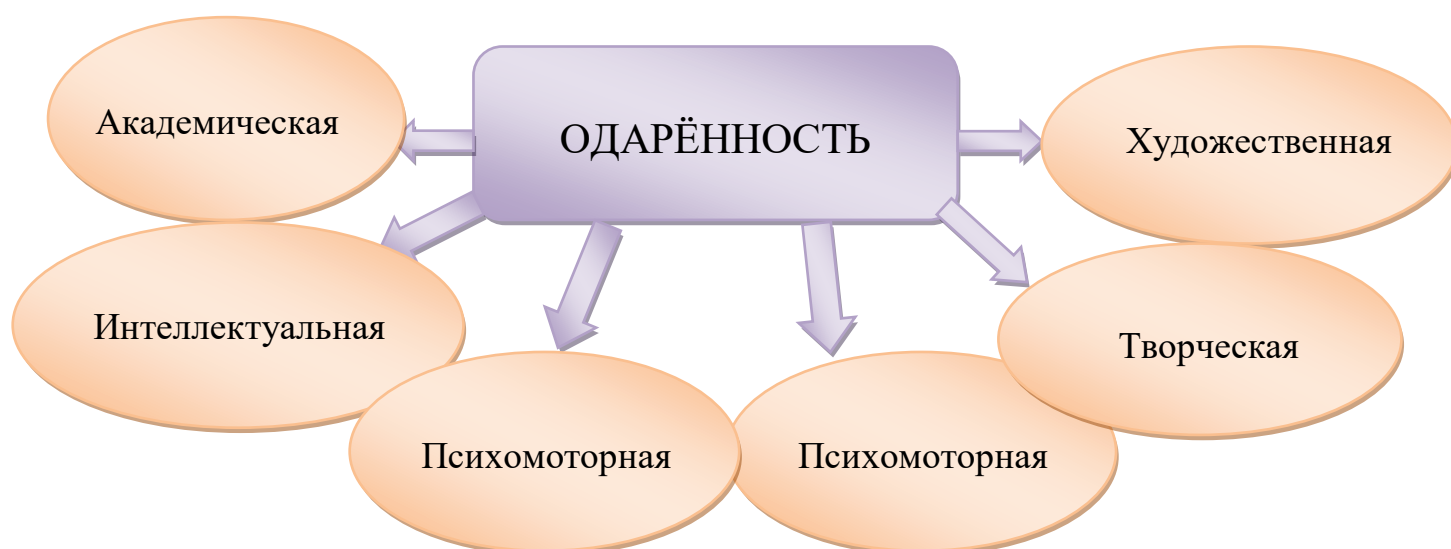 Академическая
ОДАРЁННОСТЬ
Художественная
Интеллектуальная
Творческая
Психомоторная
Психомоторная